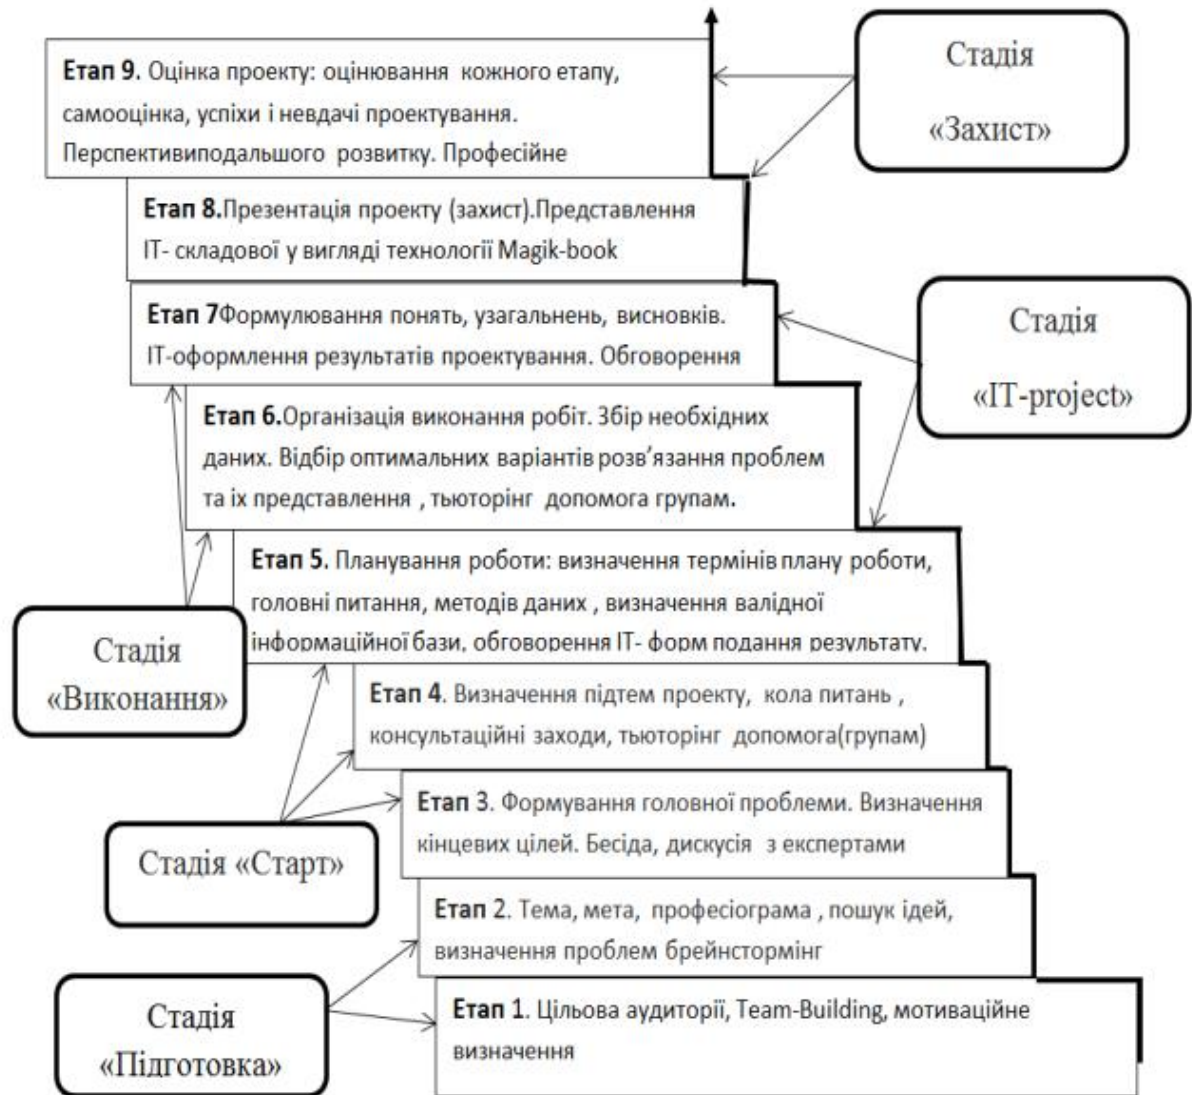 Етап 9. Оцінка проекту: оцінювання кожного етапу,
самооцінка, успіхи і невдачі проектування.
Перспективиподальшого розвитку. Професійне
Стадія
«Захист»
Етап 8.Презентація проекту (захист).Представлення
ІТ- складової у вигляді технології Magik-book
Етап 7Формулювання понять, узагальнень, висновків.
ІТ-оформлення результатів проектування. Обговорення
Стадія
«IT-project»
Етап 6.Організація виконання робіт. Збір необхідних
даних. Відбір оптимальних варіантів розв’язання проблем
та іх представлення , тьюторінг допомога групам.
Етап 5. Планування роботи: визначення термінів плану роботи,
головні питання, методів даних , визначення валідної
інформаційної бази, обговорення ІТ- форм подання результату.
Стадія
«Виконання»
Етап 4. Визначення підтем проекту, кола питань ,
консультаційні заходи, тьюторінг допомога(групам)
Етап 3. Формування головної проблеми. Визначення
кінцевих цілей. Бесіда, дискусія з експертами
Стадія «Старт»
Етап 2. Тема, мета, професіограма , пошук ідей,
визначення проблем брейнстормінг
Етап 1. Цільова аудиторії, Team-Building, мотиваційне
визначення
Стадія
«Підготовка»